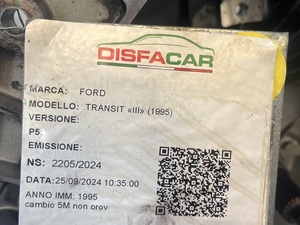 DISFACAR
MARCA: FORD
MODELLO: TRANSIT «III» (1995)
VERSIONE:
P5
EMISSIONE:
NS: 2205/2024
DATA:25/09/2024 10:35:00
ANNO IMM. 1995
cambio 5M non prov